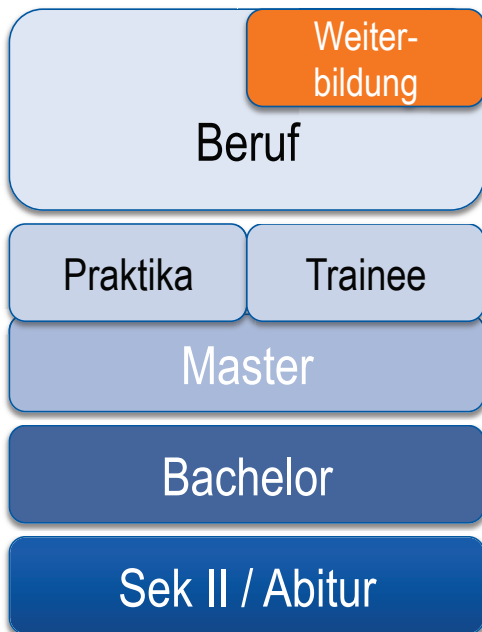 Weiter-
bildung
Beruf
Praktika
Trainee
Master
Bachelor
Sek II / Abitur